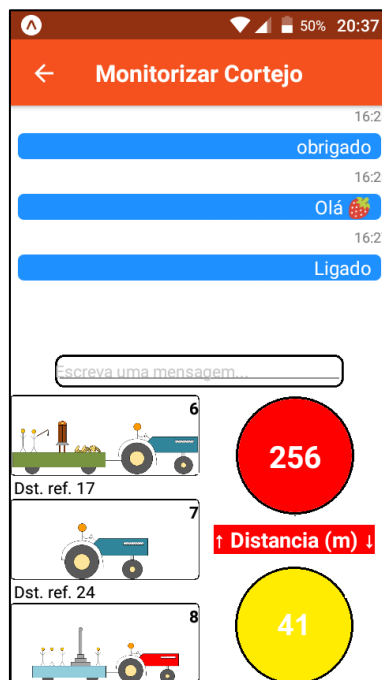 50% 20:37
Monitorizar Cortejo
16:2
obrigado
16:2
Olá 🍓
16:2
Ligado
Escreva uma mensagem...
6
Dst. ref. 17
7
Dst. ref. 24
8
256
↑ Distancia (m) ↓
41